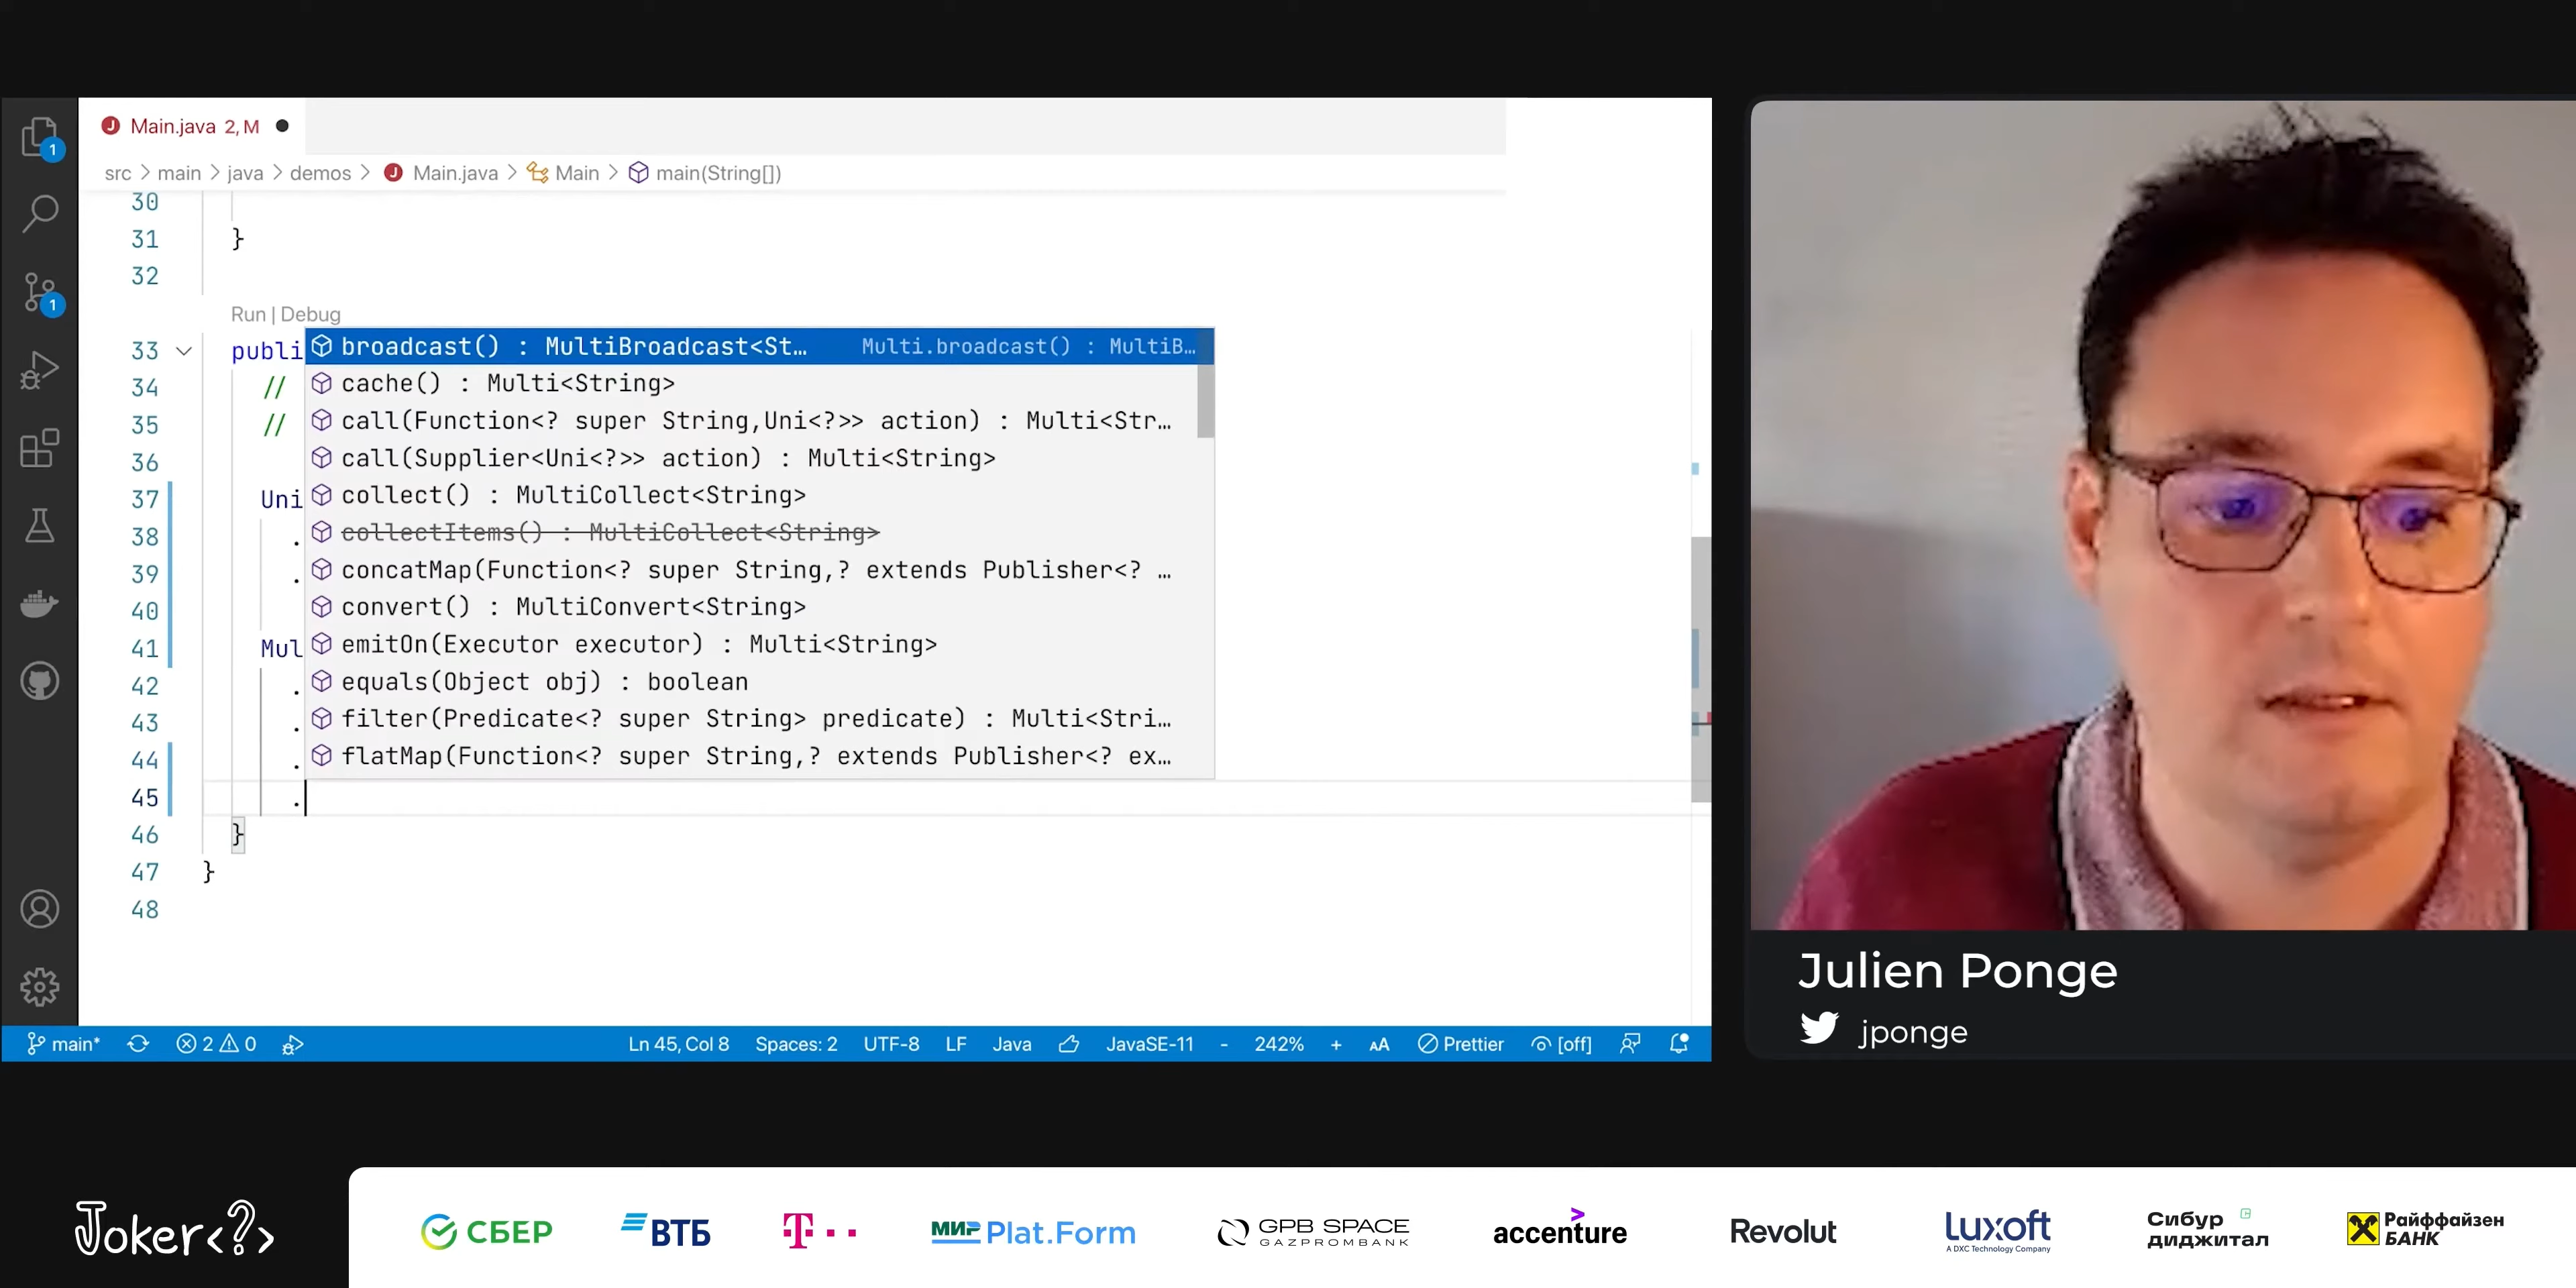 Main.java 2, M
src > main > java > demos > Main.java > Main > main(String[])
30
31 }
32
Run | Debug
33 publi
34 //
35 //
36
37 Uni
38 .
39 .
40
41 Mul
42 .
43 .
44 .
45 .
46 }
47 }
48
broadcast() : MultiBroadcast<St… Multi.broadcast() : MultiB…
cache() : Multi<String>
call(Function<? super String,Uni<?>> action) : Multi<Str…
call(Supplier<Uni<?>> action) : Multi<String>
collect() : MultiCollect<String>
collectItems() : MultiCollect<String>
concatMap(Function<? super String,? extends Publisher<? …
convert() : MultiConvert<String>
emitOn(Executor executor) : Multi<String>
equals(Object obj) : boolean
filter(Predicate<? super String> predicate) : Multi<Stri…
flatMap(Function<? super String,? extends Publisher<? ex…
1
1
main* 2 0 Ln 45, Col 8 Spaces: 2 UTF-8 LF Java JavaSE-11 - 242% + AA Prettier [off]
Julien Ponge
jponge
Joker<?>
СБЕР
ВТБ
T
МИР Plat.Form
GPB SPACE
GAZPROMBANK
accenture
Revolut
Luxoft
A DXC Technology Company
Сибур
диджитал
Райффайзен
БАНК